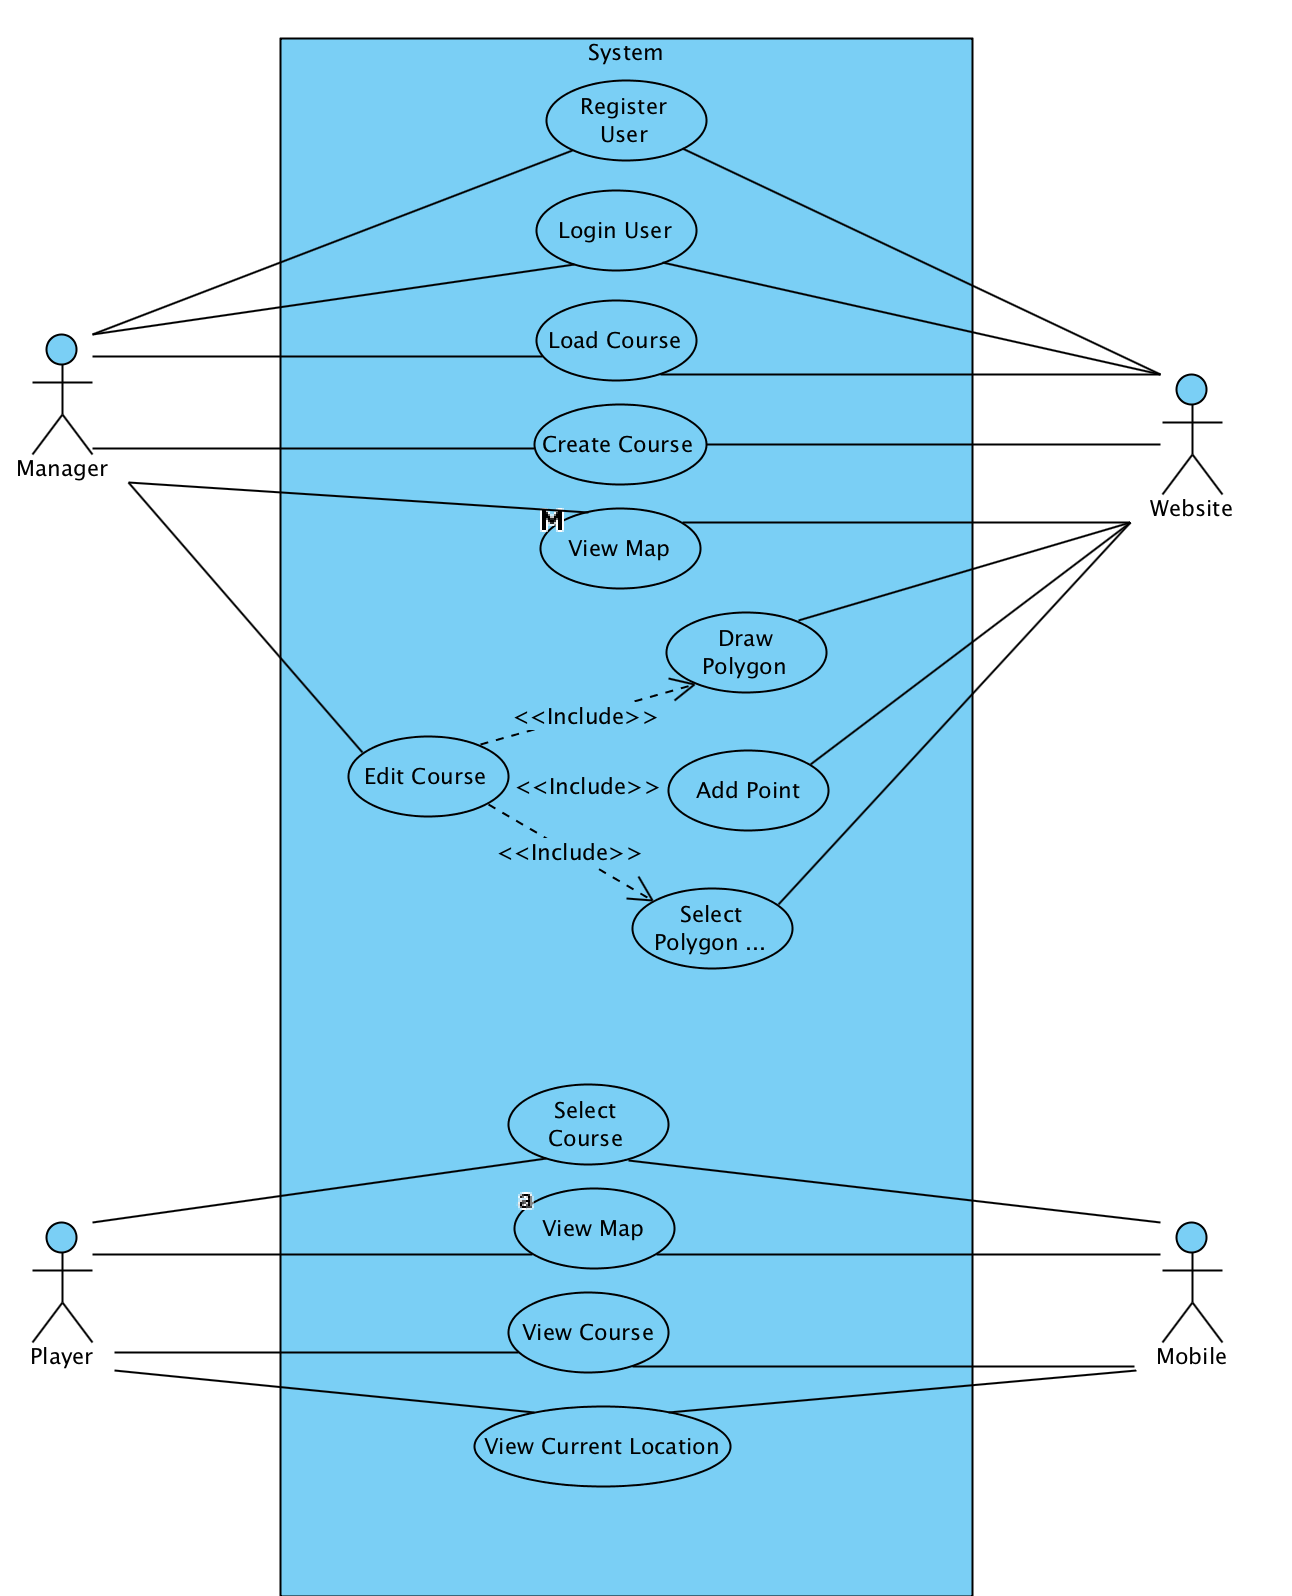 System
Register
User
Login User
Load Course
Create Course
Manager
Website
M
View Map
Draw
Polygon
<<Include>>
Edit Course
<<Include>>
Add Point
<<Include>>
Select
Polygon ...
Select
Course
a
View Map
View Course
Player
Mobile
View Current Location